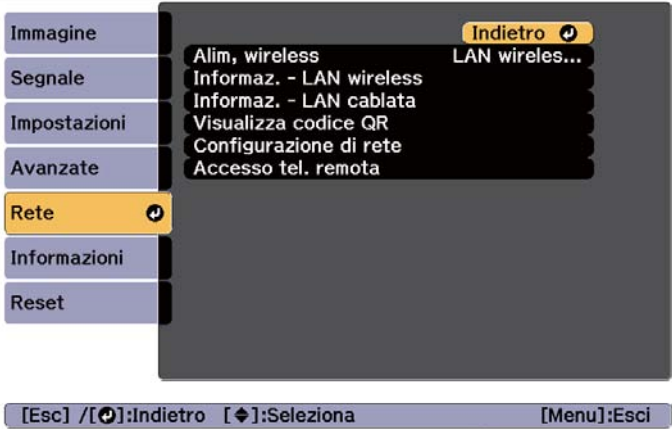 Immagine
Segnale
Impostazioni
Avanzate
Rete
Informazioni
Reset
Indietro
Alim, wireless LAN wireles...
Informaz. - LAN wireless
Informaz. - LAN cablata
Visualizza codice QR
Configurazione di rete
Accesso tel. remota
[Esc] /[⏎]:Indietro [◆]:Seleziona [Menu]:Esci